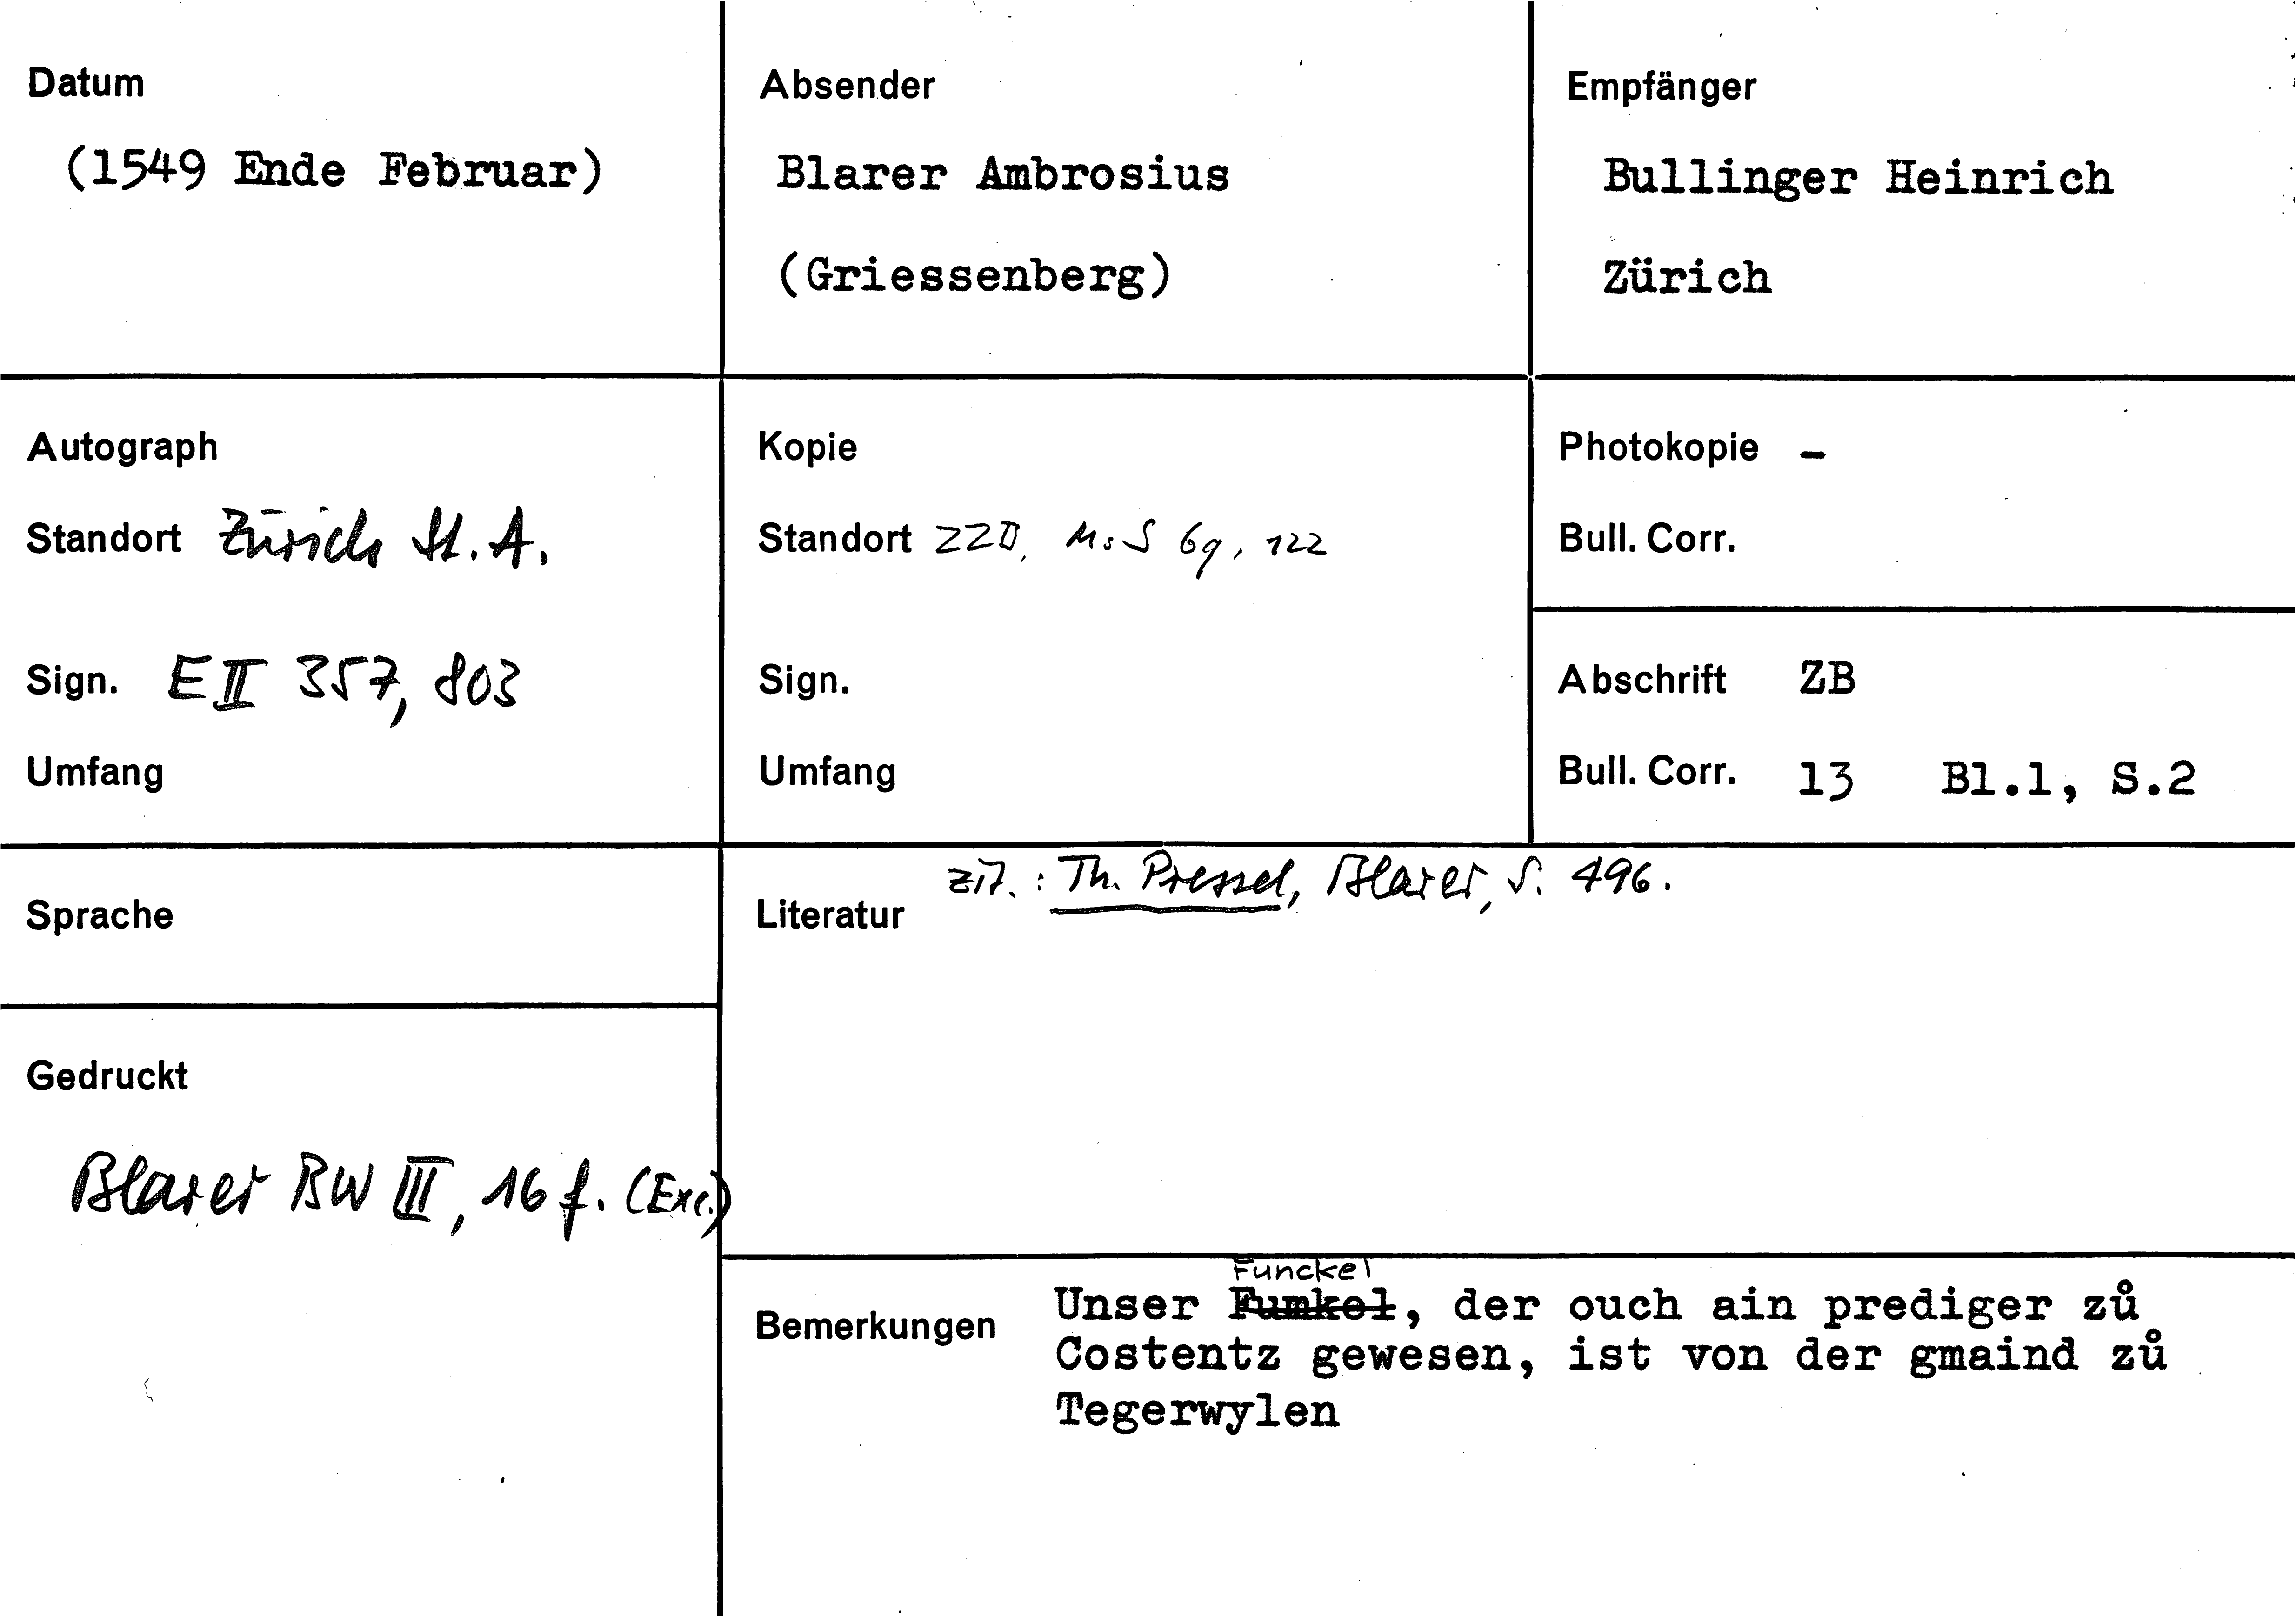 Datum
(1549 Ende Februar)
Absender
Blarer Ambrosius
(Griessenberg)
Empfänger
Bullinger Heinrich
Zürich
Autograph
Standort Zürich St. A.
Sign. E II 357, 803
Umfang
Kopie
Standort ZZB, Ms S 69, 122
Sign.
Umfang
Photokopie -
Bull. Corr.
Abschrift ZB
Bull. Corr. 13 Bl.1, S.2
Sprache
Gedruckt
Blarer BW III, 16 f. (Exc.)
Literatur zit.: Th. Pressel, Blarer, S. 496.
Bemerkungen
Funckel
Unser Fumkel, der ouch ain prediger zů
Costentz gewesen, ist von der gmaind zů
Tegerwylen